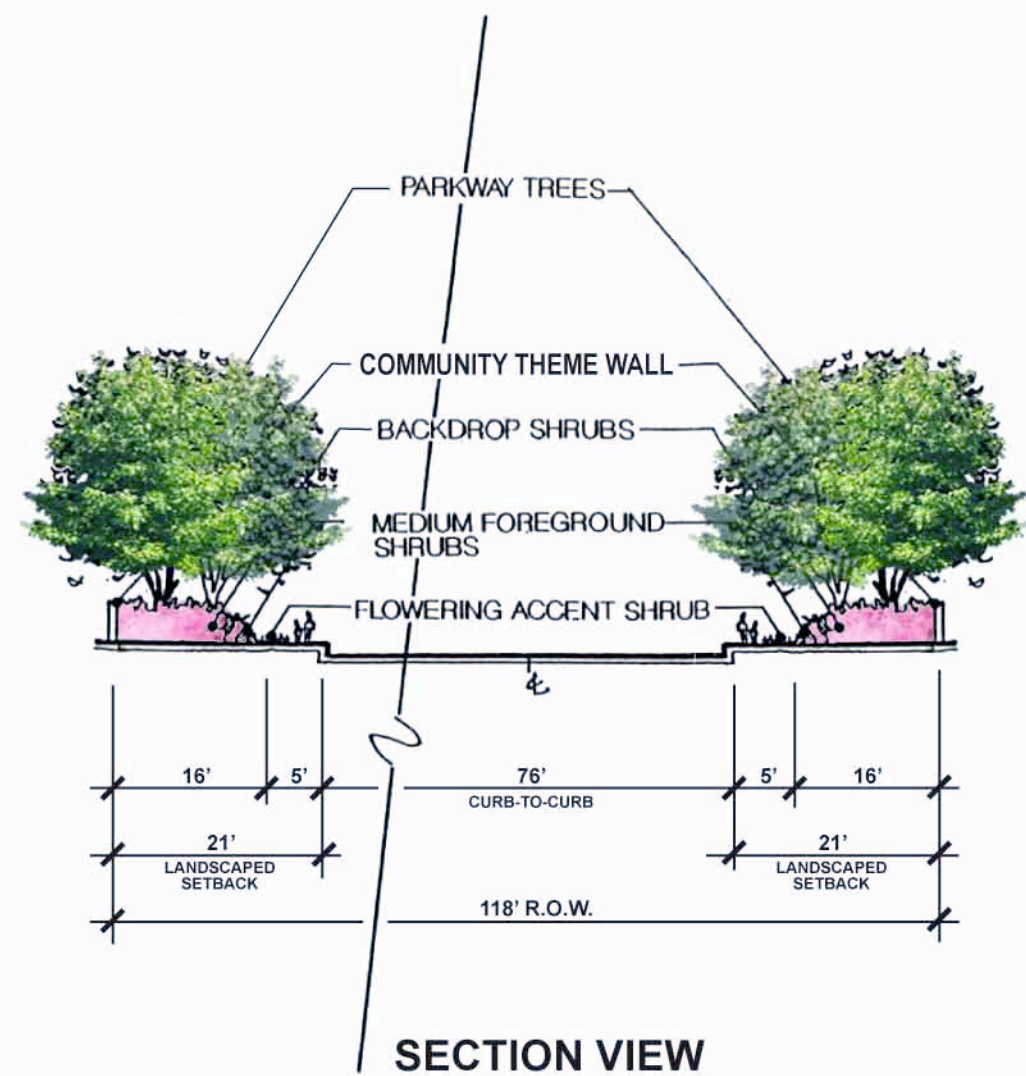 PARKWAY TREES
COMMUNITY THEME WALL
BACKDROP SHRUBS
MEDIUM FOREGROUND
SHRUBS
FLOWERING ACCENT SHRUB
℄
16' 5' 76' 5' 16'
CURB-TO-CURB
21' 21'
LANDSCAPED LANDSCAPED
SETBACK SETBACK
118' R.O.W.
SECTION VIEW